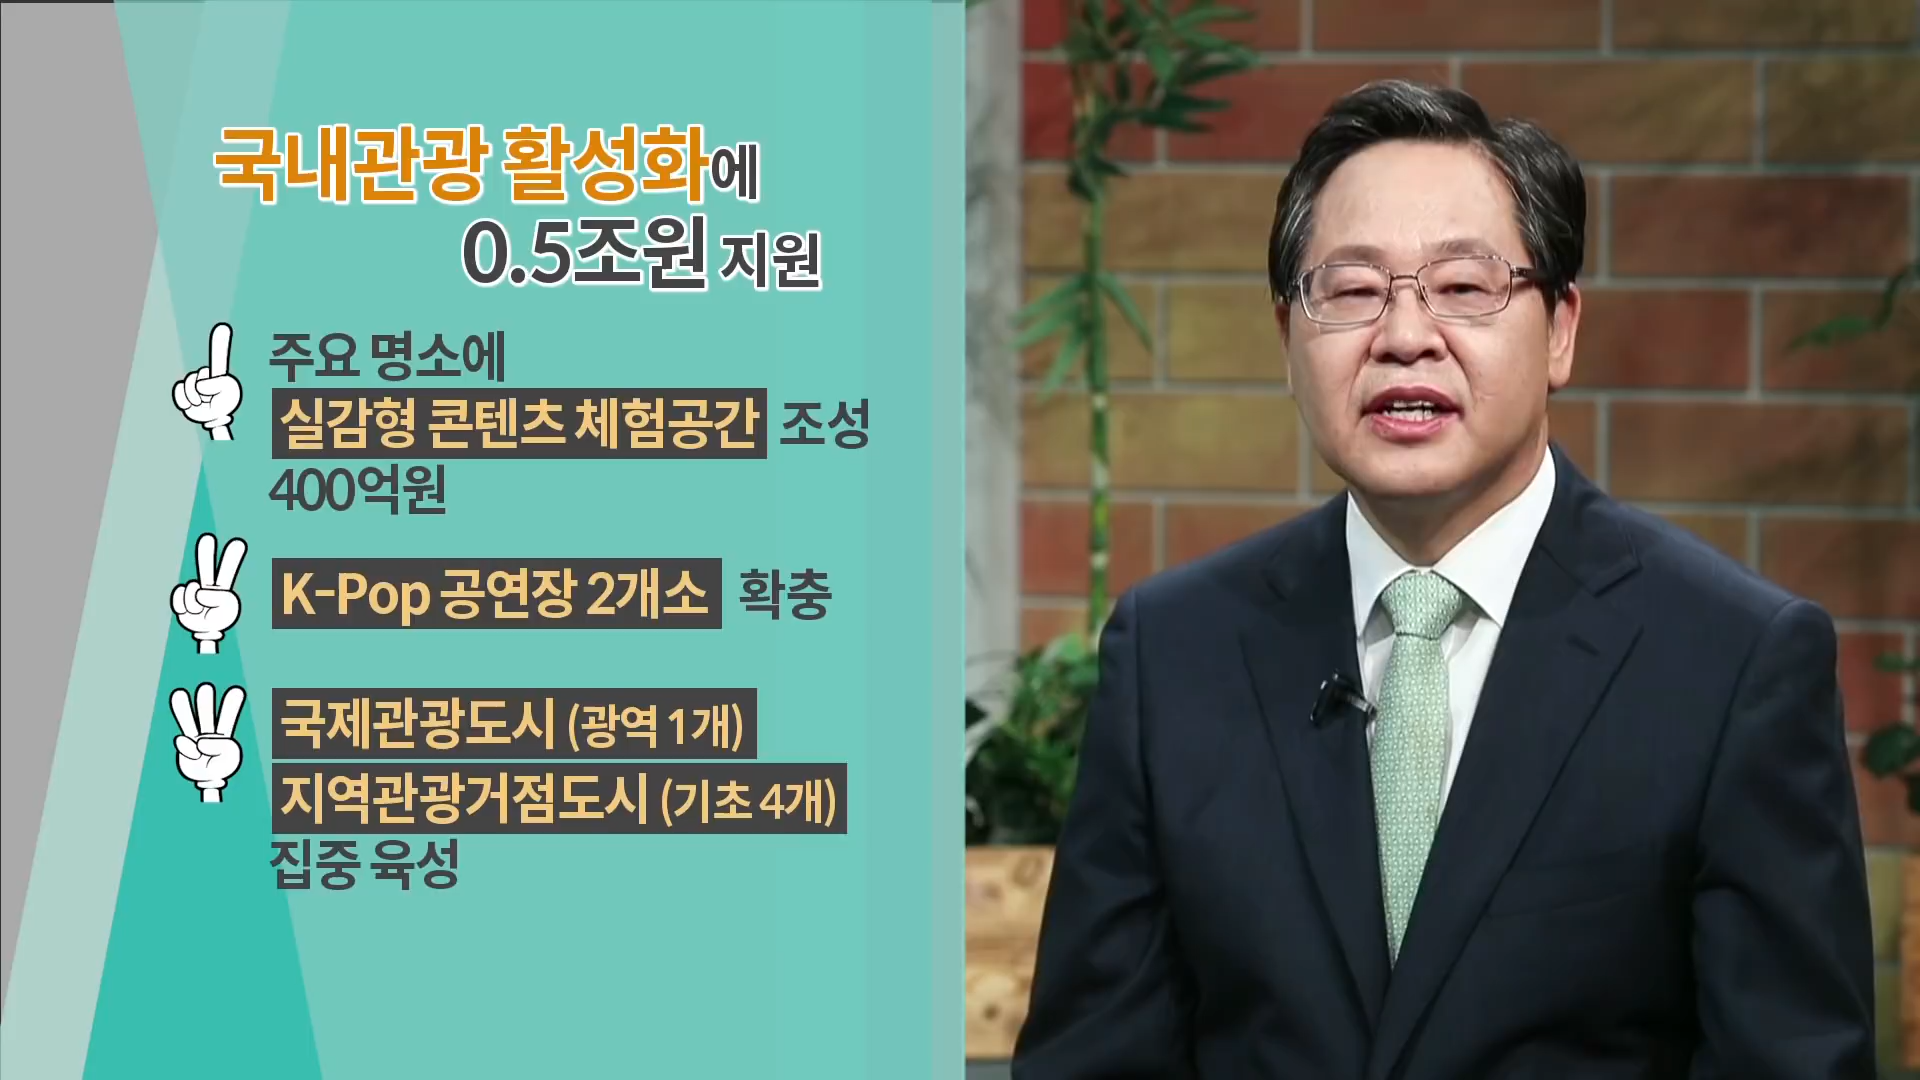 국내관광 활성화에
0.5조원 지원
주요 명소에
실감형 콘텐츠 체험공간 조성
400억원
K-Pop 공연장 2개소 확충
국제관광도시 (광역 1개)
지역관광거점도시 (기초 4개)
집중 육성